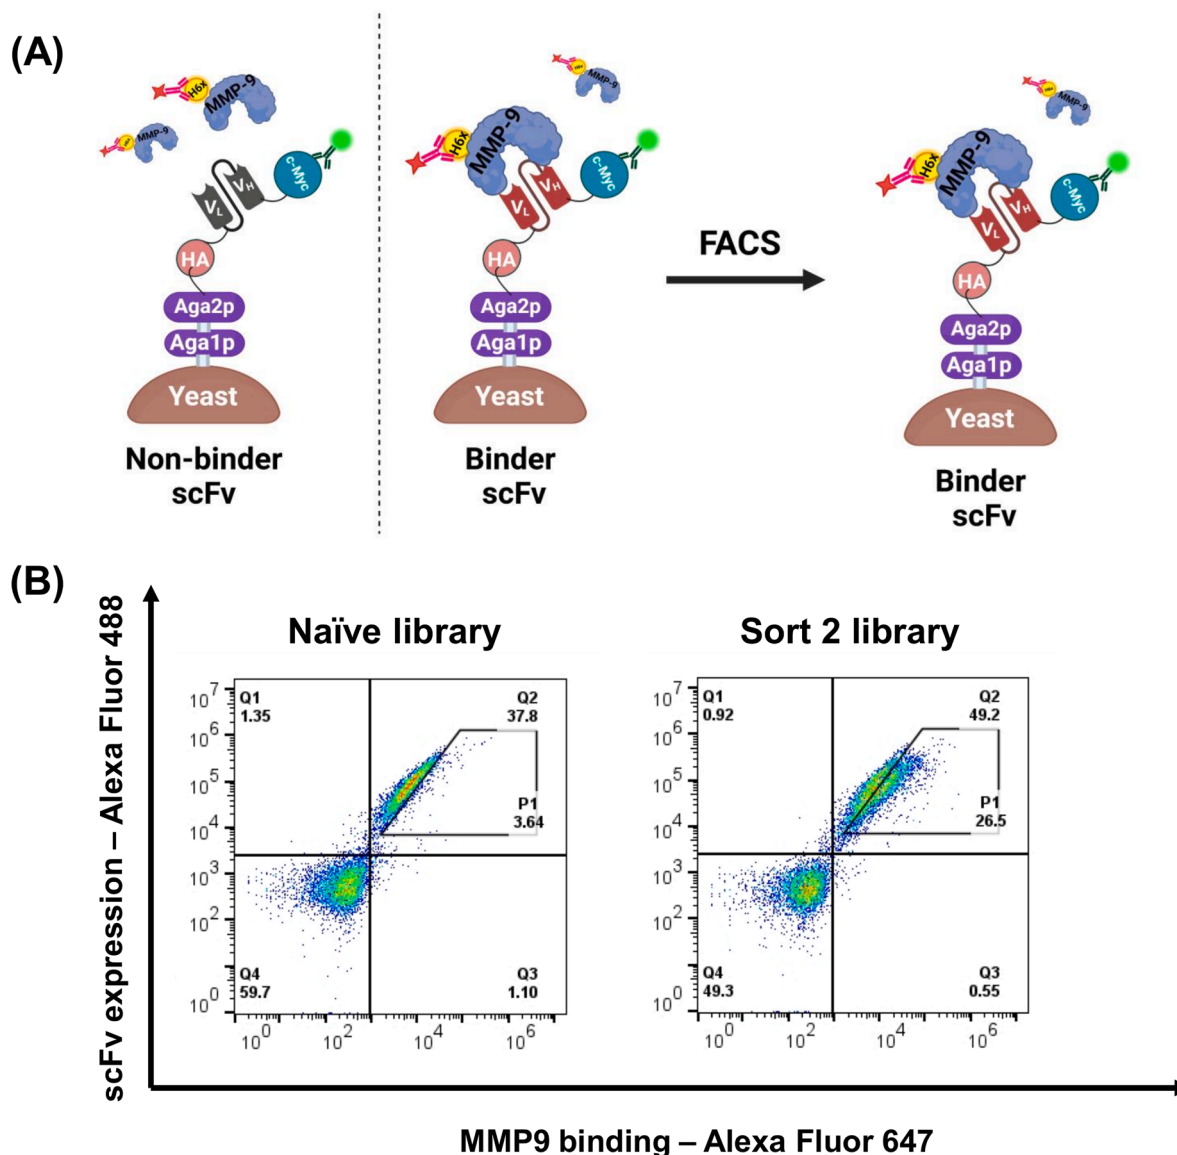 (A)
H6x
MMP-9
H6x
MMP-9
VL
VH
c-Myc
HA
Aga2p
Aga1p
Yeast
Non-binder
scFv
H6x
MMP-9
H6x
MMP-9
VL
VH
c-Myc
HA
Aga2p
Aga1p
Yeast
Binder
scFv
FACS
H6x
MMP-9
H6x
MMP-9
VL
VH
c-Myc
HA
Aga2p
Aga1p
Yeast
Binder
scFv
(B)
scFv expression – Alexa Fluor 488
Naïve library
10^7
10^6
10^5
10^4
10^3
10^2
10^0
Q1
1.35
Q2
37.8
P1
3.64
Q4
59.7
Q3
1.10
10^0 10^2 10^4 10^6
Sort 2 library
10^7
10^6
10^5
10^4
10^3
10^2
10^0
Q1
0.92
Q2
49.2
P1
26.5
Q4
49.3
Q3
0.55
10^0 10^2 10^4 10^6
MMP9 binding – Alexa Fluor 647